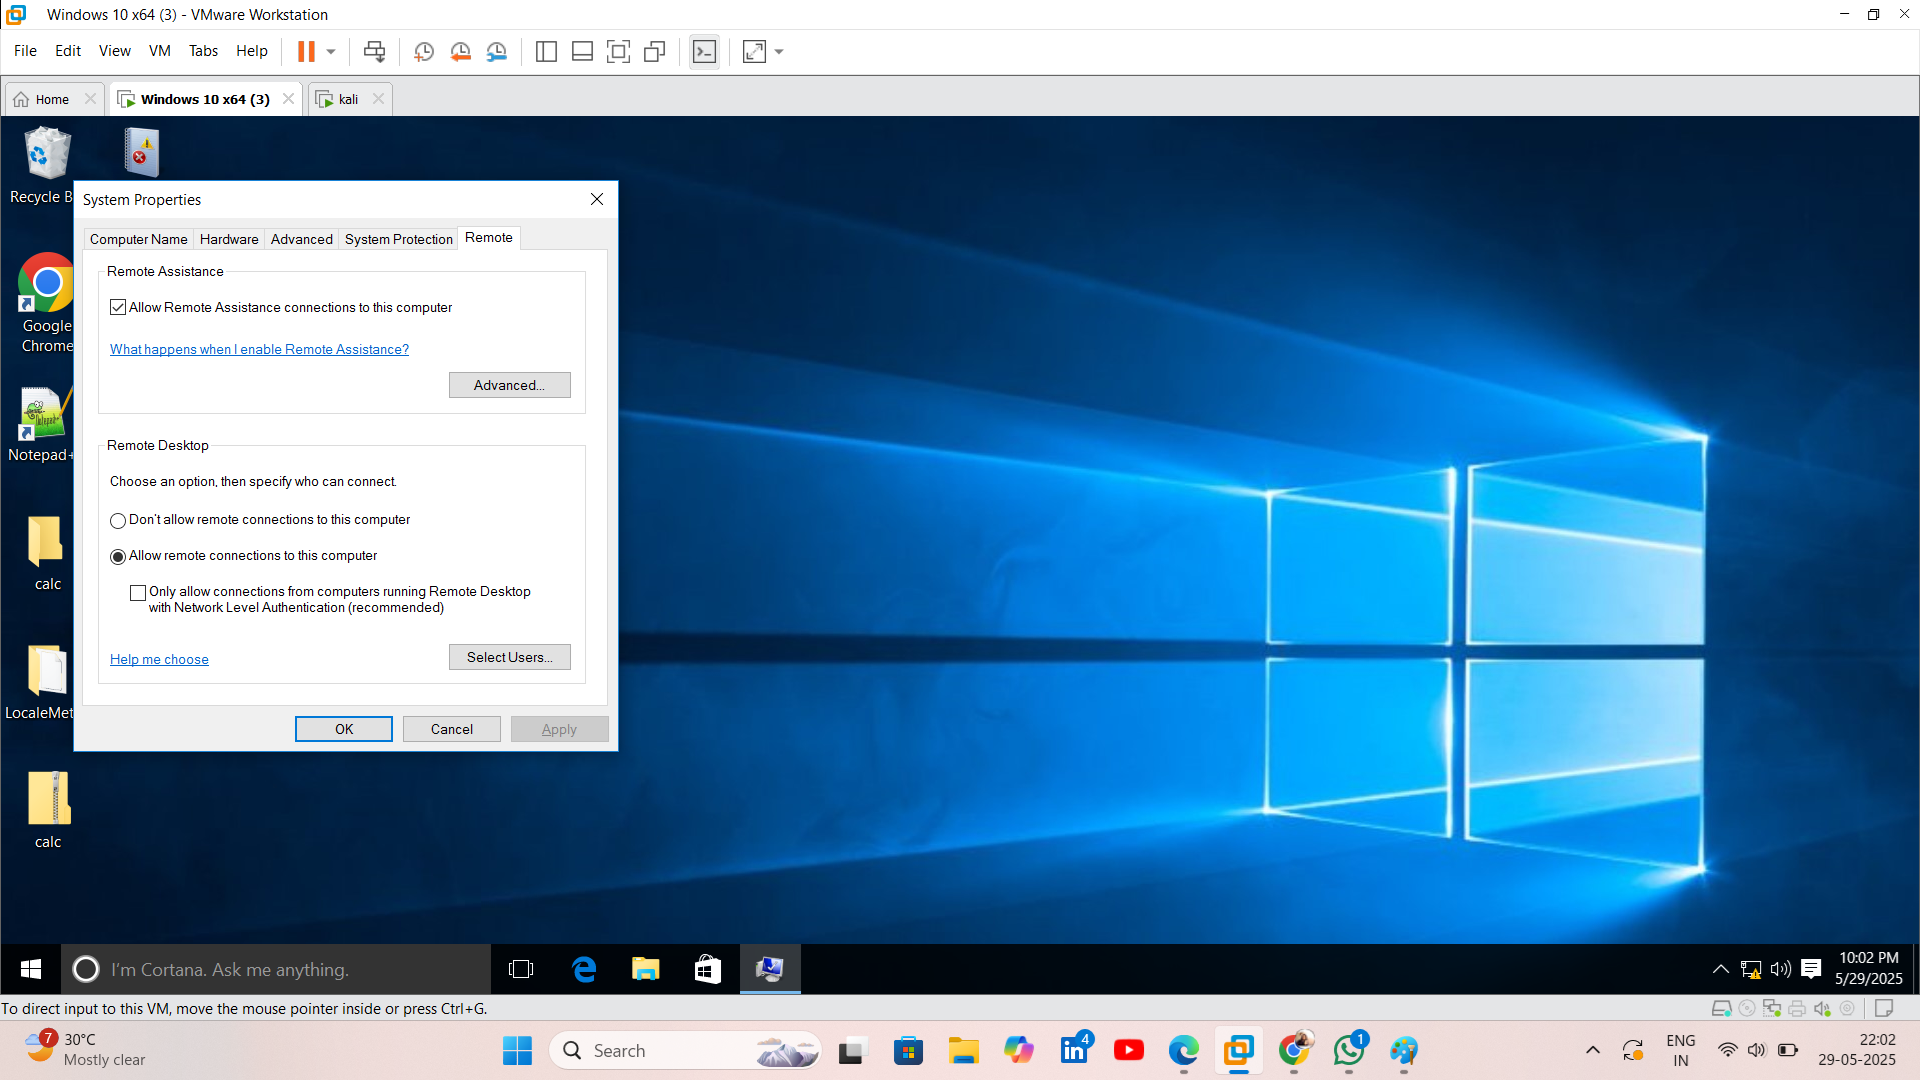 Windows 10 x64 (3) - VMware Workstation
File Edit View VM Tabs Help
Home Windows 10 x64 (3) kali
Recycle B
System Properties
Computer Name Hardware Advanced System Protection Remote
Remote Assistance
Allow Remote Assistance connections to this computer
What happens when I enable Remote Assistance?
Advanced...
Remote Desktop
Choose an option, then specify who can connect.
Don't allow remote connections to this computer
Allow remote connections to this computer
Only allow connections from computers running Remote Desktop
with Network Level Authentication (recommended)
Help me choose
Select Users...
OK Cancel Apply
Google
Chrome
Notepad+
calc
LocaleMet
calc
I'm Cortana. Ask me anything.
10:02 PM
5/29/2025
To direct input to this VM, move the mouse pointer inside or press Ctrl+G.
7
30°C
Mostly clear
Search
4
1
ENG
IN
22:02
29-05-2025